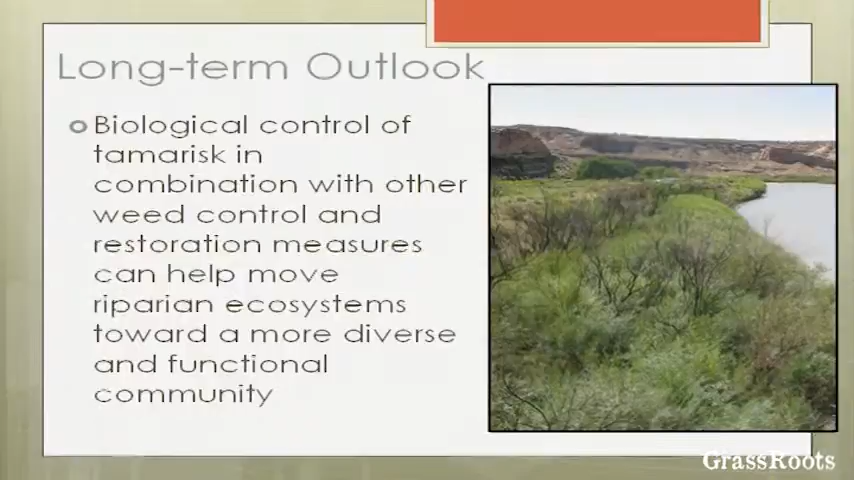 Long-term Outlook
Biological control of
tamarisk in
combination with other
weed control and
restoration measures
can help move
riparian ecosystems
toward a more diverse
and functional
community
GrassRoots